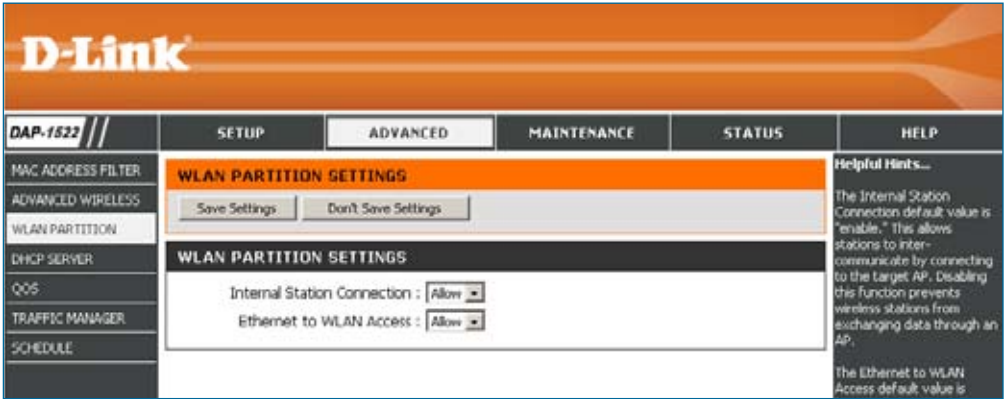 D-Link
DAP-1522
SETUP
ADVANCED
MAINTENANCE
STATUS
HELP
MAC ADDRESS FILTER
ADVANCED WIRELESS
WLAN PARTITION
DHCP SERVER
QOS
TRAFFIC MANAGER
SCHEDULE
WLAN PARTITION SETTINGS
Save Settings
Don't Save Settings
WLAN PARTITION SETTINGS
Internal Station Connection : Allow
Ethernet to WLAN Access : Allow
Helpful Hints...
The Internal Station
Connection default value is
"enable." This allows
stations to inter-
communicate by connecting
to the target AP. Disabling
this function prevents
wireless stations from
exchanging data through an
AP.
The Ethernet to WLAN
Access default value is